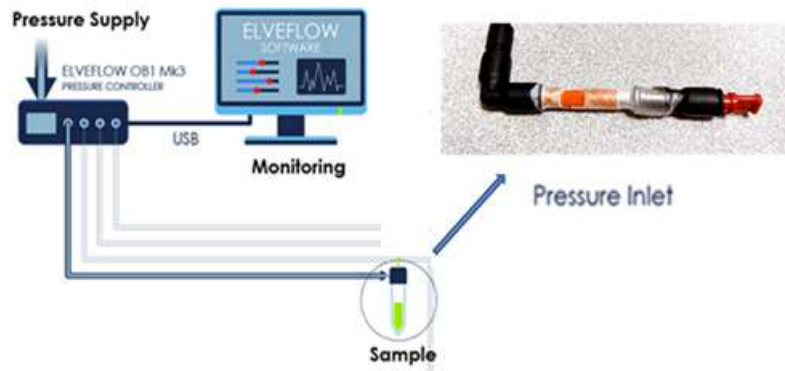 Pressure Supply
ELVEFLOW
SOFTWARE
ELVEFLOW OB1 Mk3
PRESSURE CONTROLLER
USB
Monitoring
Pressure Inlet
Sample